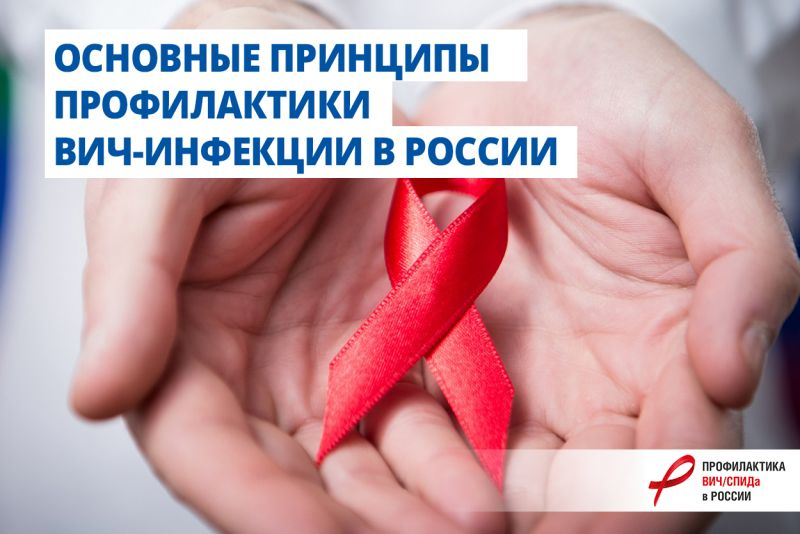 ОСНОВНЫЕ ПРИНЦИПЫ
ПРОФИЛАКТИКИ
ВИЧ-ИНФЕКЦИИ В РОССИИ
ПРОФИЛАКТИКА
ВИЧ/СПИДа
в РОССИИ